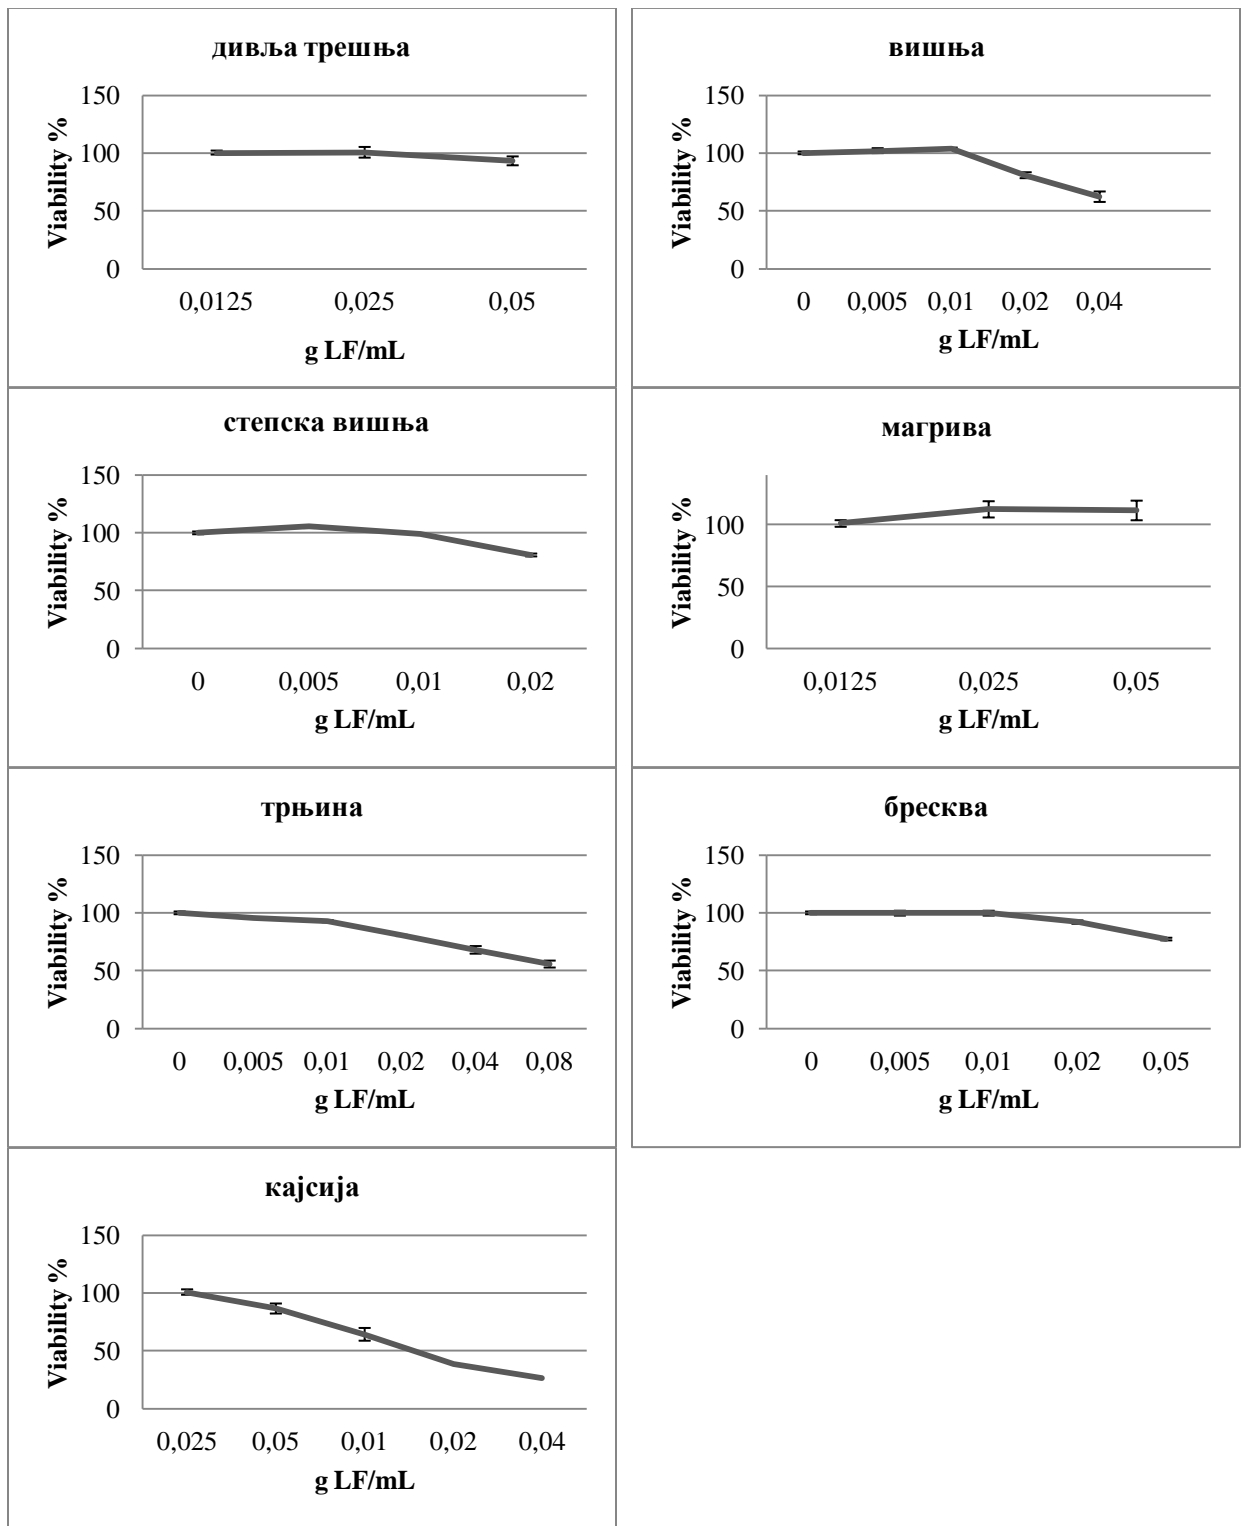 дивља трешња
Viability %
150
100
50
0
0,0125 0,025 0,05
g LF/mL
вишња
Viability %
150
100
50
0
0 0,005 0,01 0,02 0,04
g LF/mL
степска вишња
Viability %
150
100
50
0
0 0,005 0,01 0,02
g LF/mL
магрива
Viability %
100
50
0
0,0125 0,025 0,05
g LF/mL
трњина
Viability %
150
100
50
0
0 0,005 0,01 0,02 0,04 0,08
g LF/mL
бресква
Viability %
150
100
50
0
0 0,005 0,01 0,02 0,05
g LF/mL
кајсија
Viability %
150
100
50
0
0,025 0,05 0,01 0,02 0,04
g LF/mL